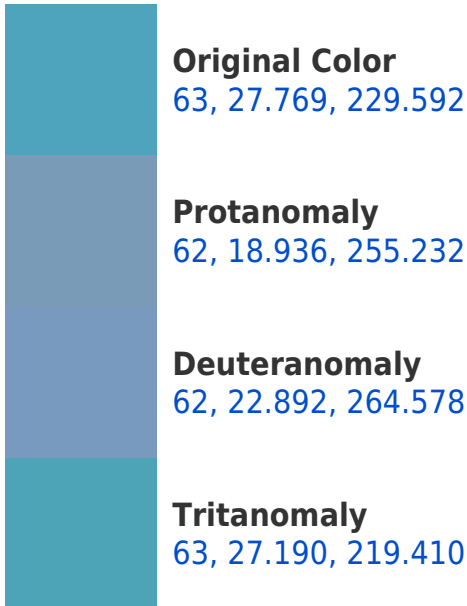 Original Color
63, 27.769, 229.592
Protanomaly
62, 18.936, 255.232
Deuteranomaly
62, 22.892, 264.578
Tritanomaly
63, 27.190, 219.410